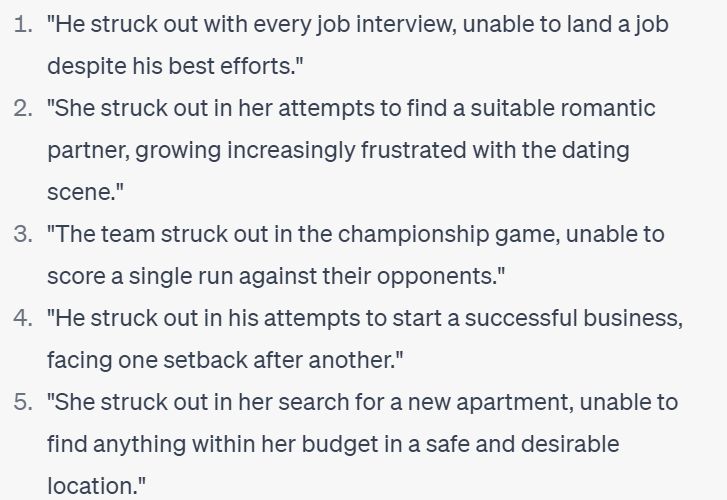 1. "He struck out with every job interview, unable to land a job
despite his best efforts."
2. "She struck out in her attempts to find a suitable romantic
partner, growing increasingly frustrated with the dating
scene."
3. "The team struck out in the championship game, unable to
score a single run against their opponents."
4. "He struck out in his attempts to start a successful business,
facing one setback after another."
5. "She struck out in her search for a new apartment, unable to
find anything within her budget in a safe and desirable
location."